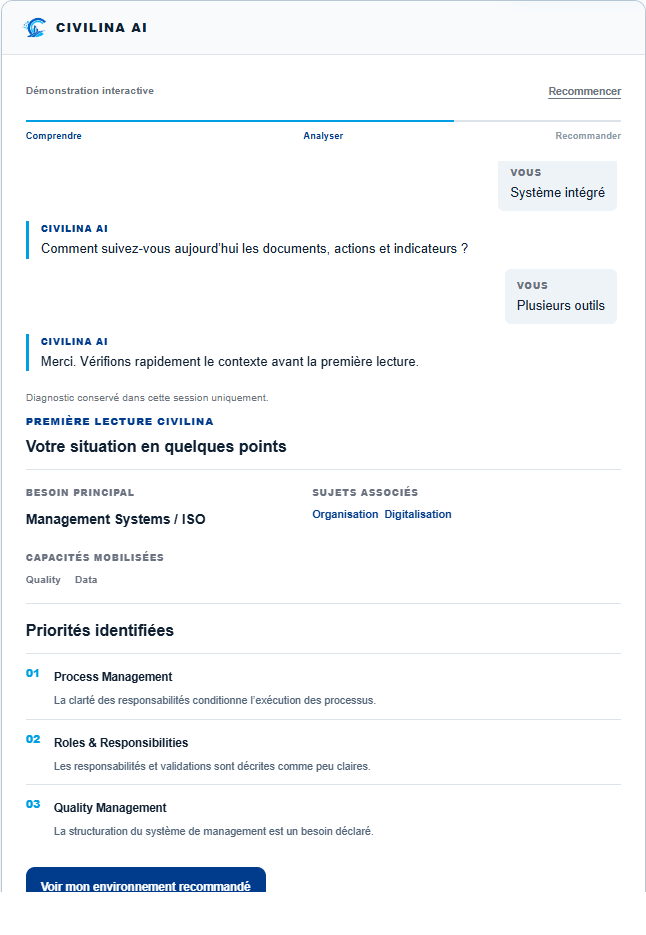 CIVILINA AI
Démonstration interactive
Recommencer
Comprendre
Analyser
Recommander
VOUS
Système intégré
CIVILINA AI
Comment suivez-vous aujourd'hui les documents, actions et indicateurs ?
VOUS
Plusieurs outils
CIVILINA AI
Merci. Vérifions rapidement le contexte avant la première lecture.
Diagnostic conservé dans cette session uniquement.
PREMIÈRE LECTURE CIVILINA
Votre situation en quelques points
BESOIN PRINCIPAL
Management Systems / ISO
SUJETS ASSOCIÉS
Organisation Digitalisation
CAPACITÉS MOBILISÉES
Quality Data
Priorités identifiées
01 Process Management
La clarté des responsabilités conditionne l'exécution des processus.
02 Roles & Responsibilities
Les responsabilités et validations sont décrites comme peu claires.
03 Quality Management
La structuration du système de management est un besoin déclaré.
Voir mon environnement recommandé